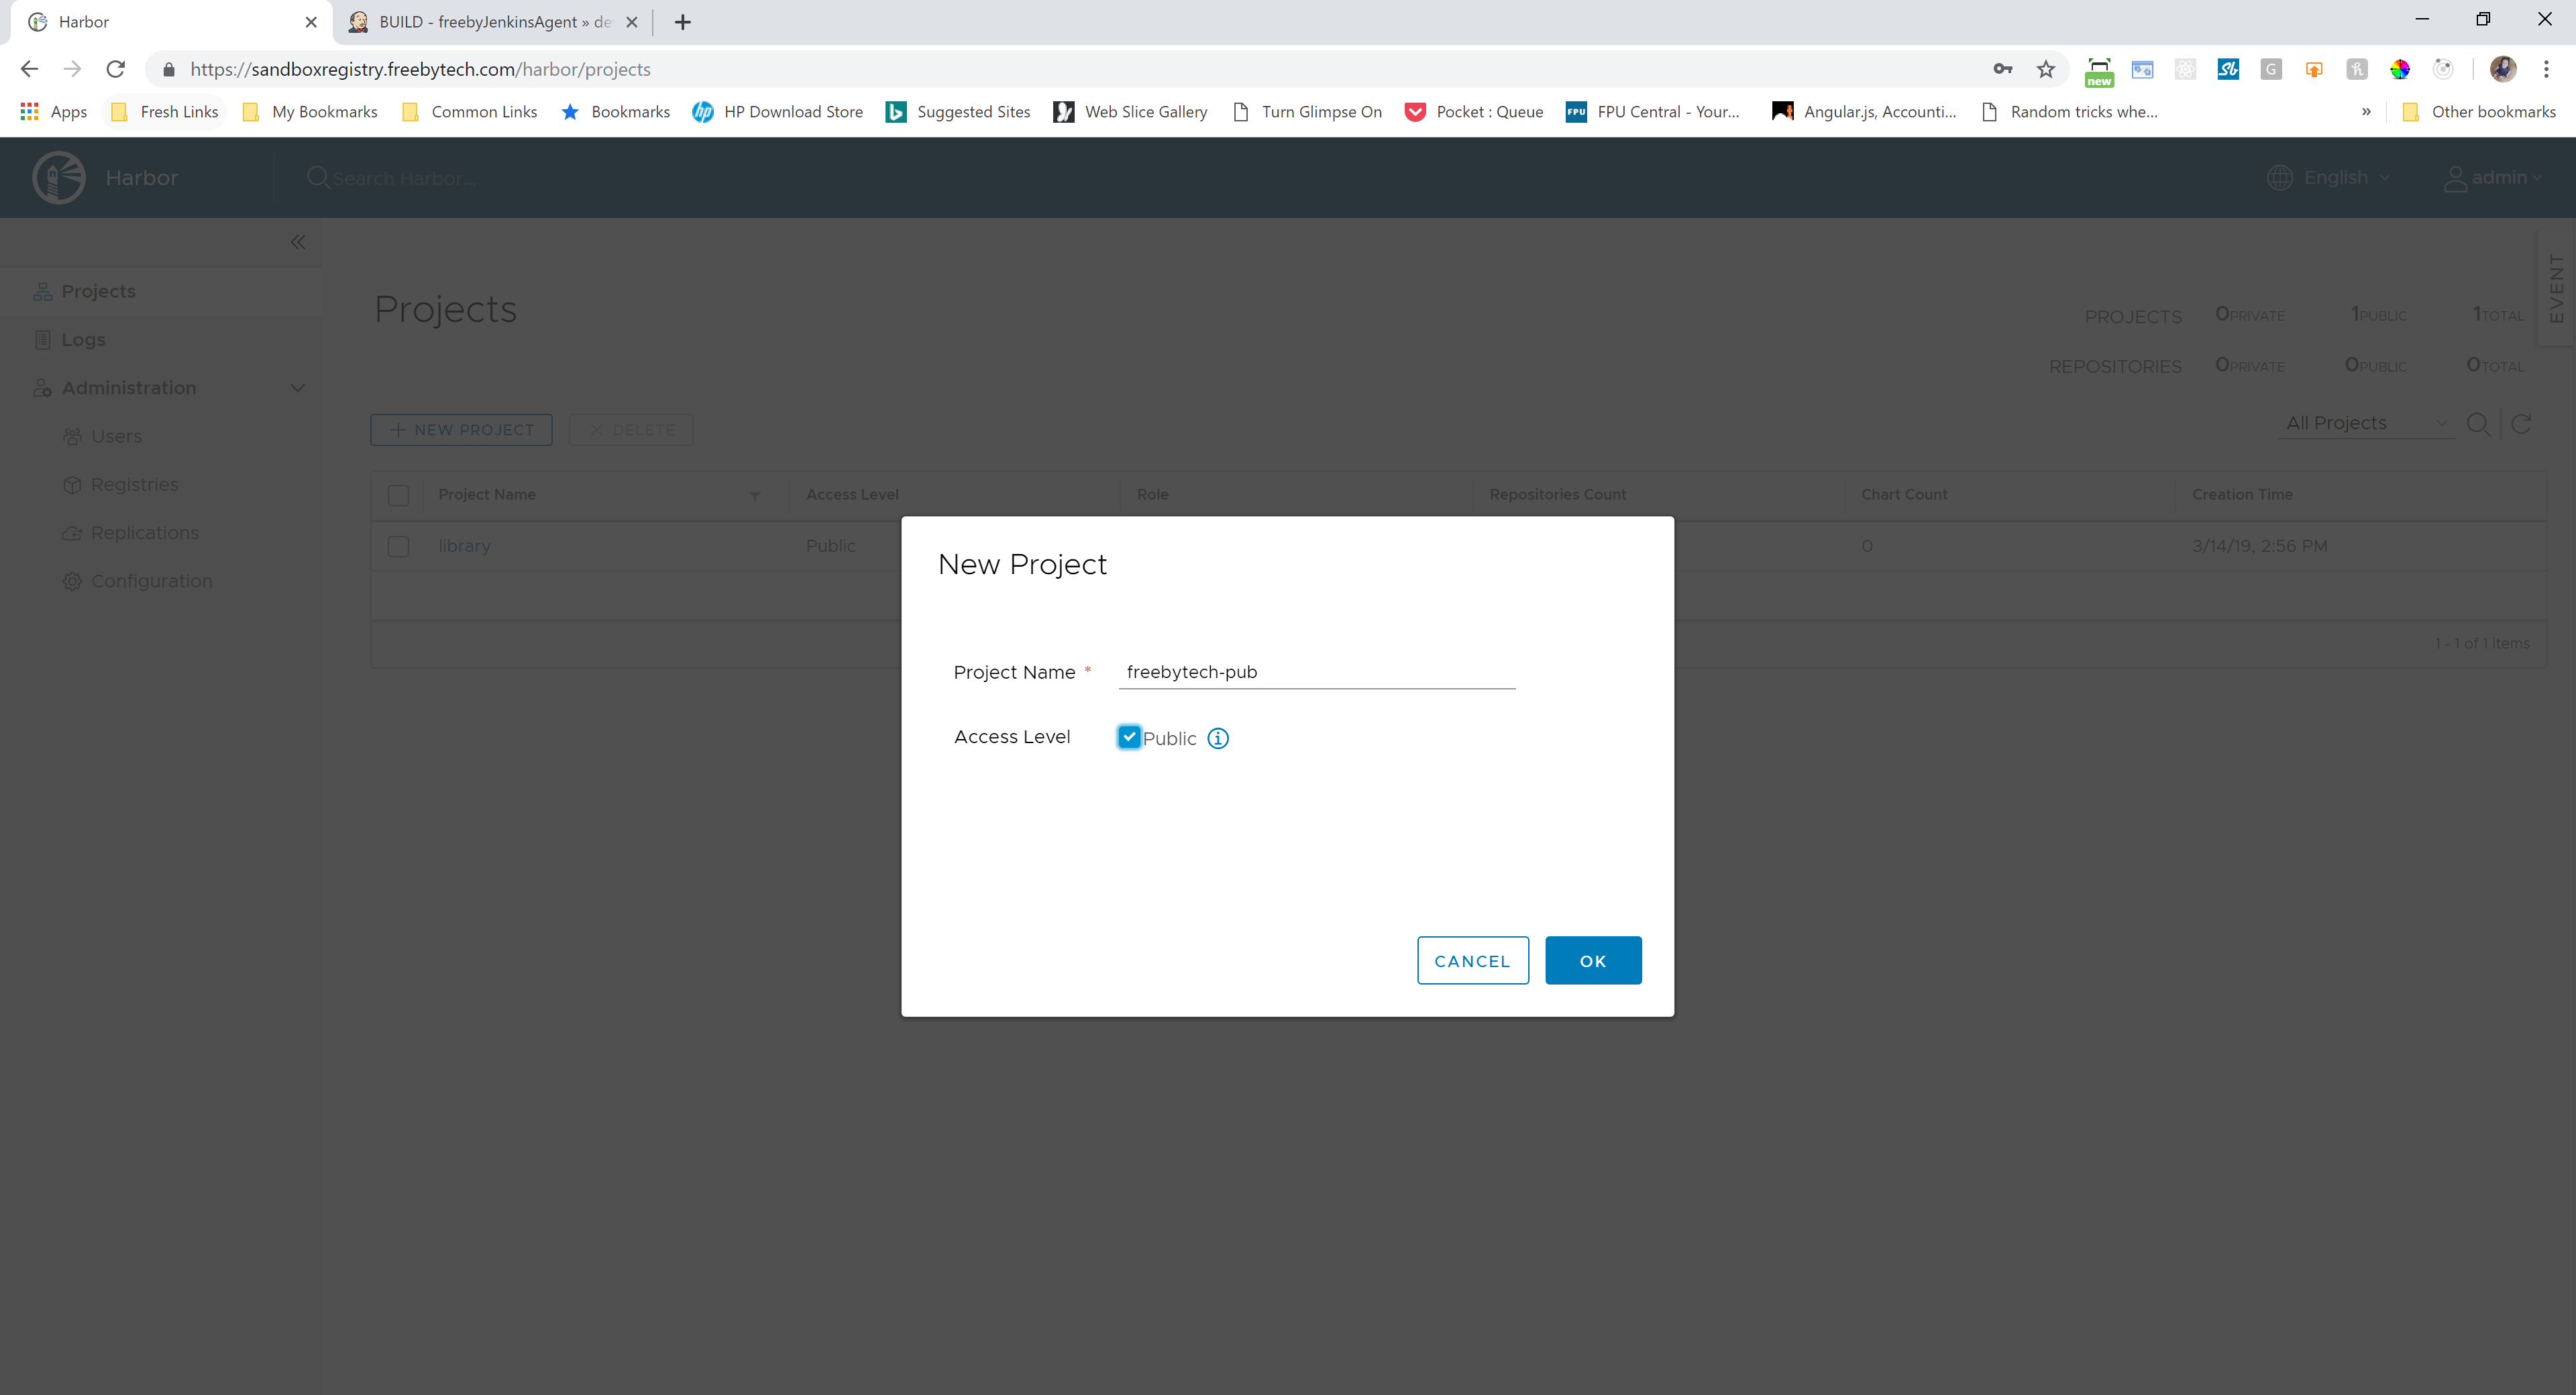 Harbor
BUILD - freebyJenkinsAgent » de
https://sandboxregistry.freebytech.com/harbor/projects
new
Sb
G
h
Apps
Fresh Links
My Bookmarks
Common Links
Bookmarks
hp
HP Download Store
Suggested Sites
Web Slice Gallery
Turn Glimpse On
Pocket : Queue
FPU
FPU Central - Your...
Angular.js, Accounti...
Random tricks whe...
»
Other bookmarks
Harbor
Search Harbor...
English
admin
Projects
Logs
Administration
Users
Registries
Replications
Configuration
EVENT
Projects
PROJECTS 0PRIVATE 1PUBLIC 1TOTAL
REPOSITORIES 0PRIVATE 0PUBLIC 0TOTAL
+ NEW PROJECT
× DELETE
All Projects
Project Name Access Level Role Repositories Count Chart Count Creation Time
library Public 0 3/14/19, 2:56 PM
1 - 1 of 1 items
New Project
Project Name * freebytech-pub
Access Level Public
CANCEL OK